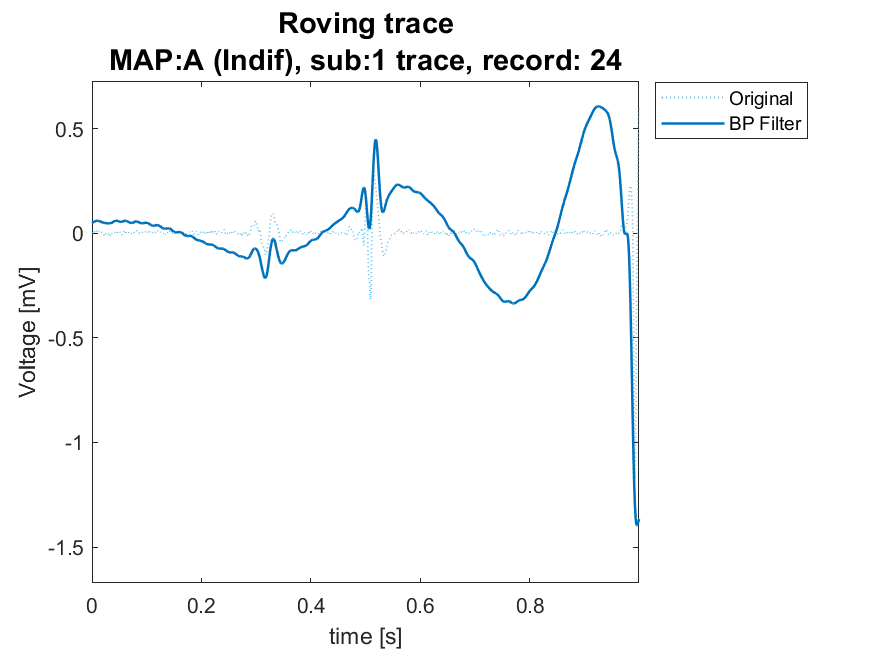 Roving trace
MAP:A (Indif), sub:1 trace, record: 24
Original
BP Filter
0.5
0
-0.5
-1
-1.5
Voltage [mV]
0
0.2
0.4
0.6
0.8
time [s]